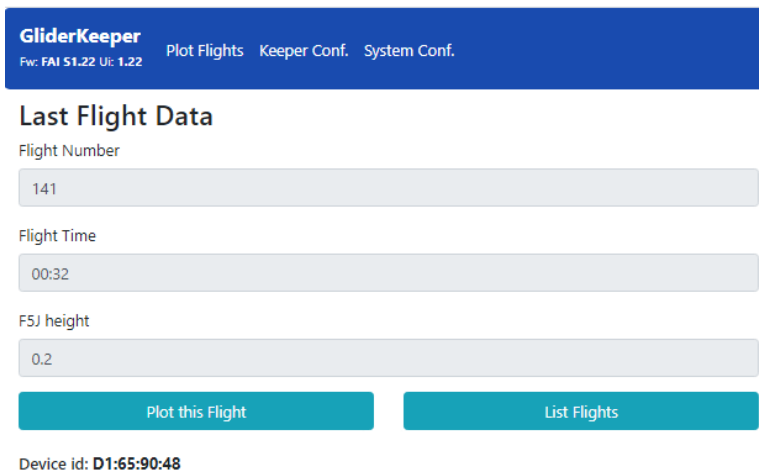 GliderKeeper
Fw: FAI S1.22 Ui: 1.22
Plot Flights Keeper Conf. System Conf.
Last Flight Data
Flight Number
141
Flight Time
00:32
F5J height
0.2
Plot this Flight List Flights
Device id: D1:65:90:48